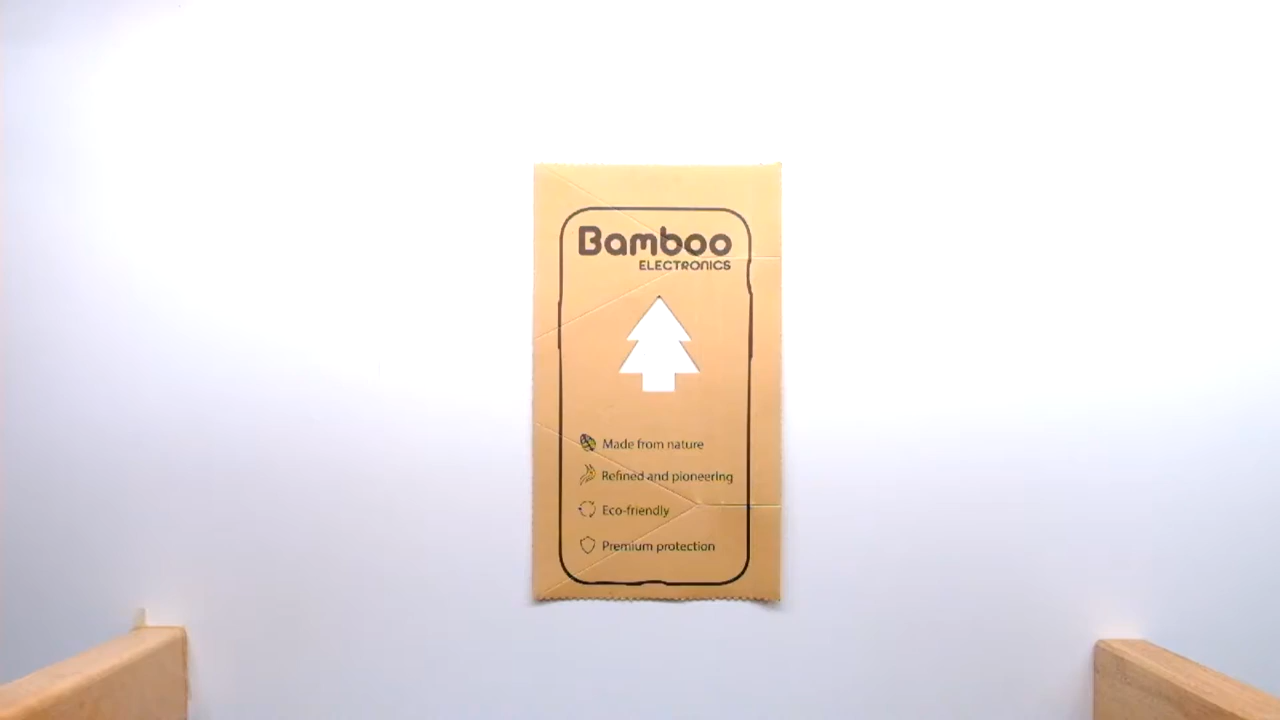 Bamboo
ELECTRONICS
Made from nature
Refined and pioneering
Eco-friendly
Premium protection